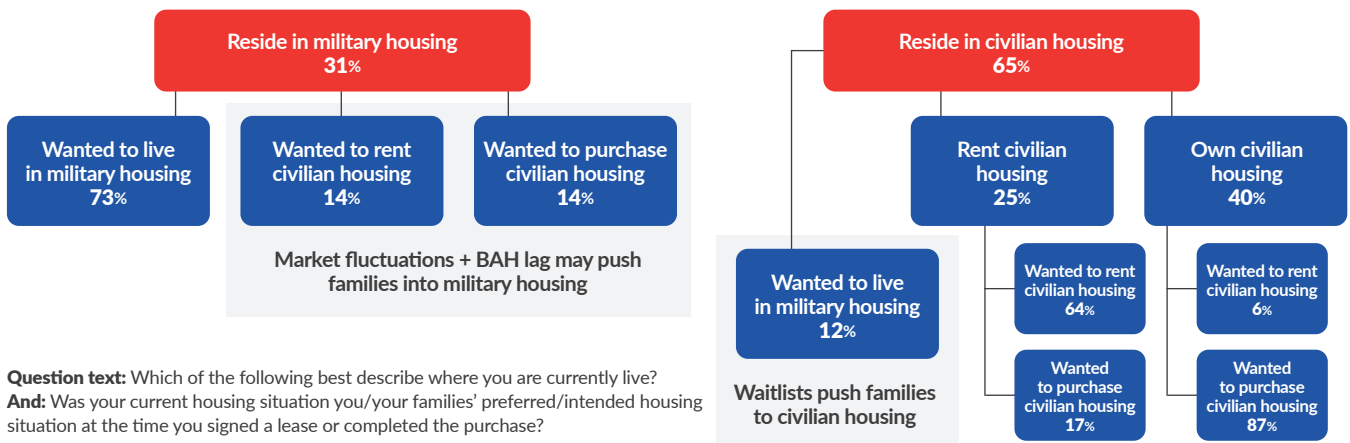 Reside in military housing
31%
Wanted to live
in military housing
73%
Wanted to rent
civilian housing
14%
Wanted to purchase
civilian housing
14%
Market fluctuations + BAH lag may push
families into military housing
Reside in civilian housing
65%
Rent civilian
housing
25%
Own civilian
housing
40%
Wanted to live
in military housing
12%
Waitlists push families
to civilian housing
Wanted to rent
civilian housing
64%
Wanted
to purchase
civilian housing
17%
Wanted to rent
civilian housing
6%
Wanted
to purchase
civilian housing
87%
Question text: Which of the following best describe where you are currently live?
And: Was your current housing situation you/your families’ preferred/intended housing
situation at the time you signed a lease or completed the purchase?